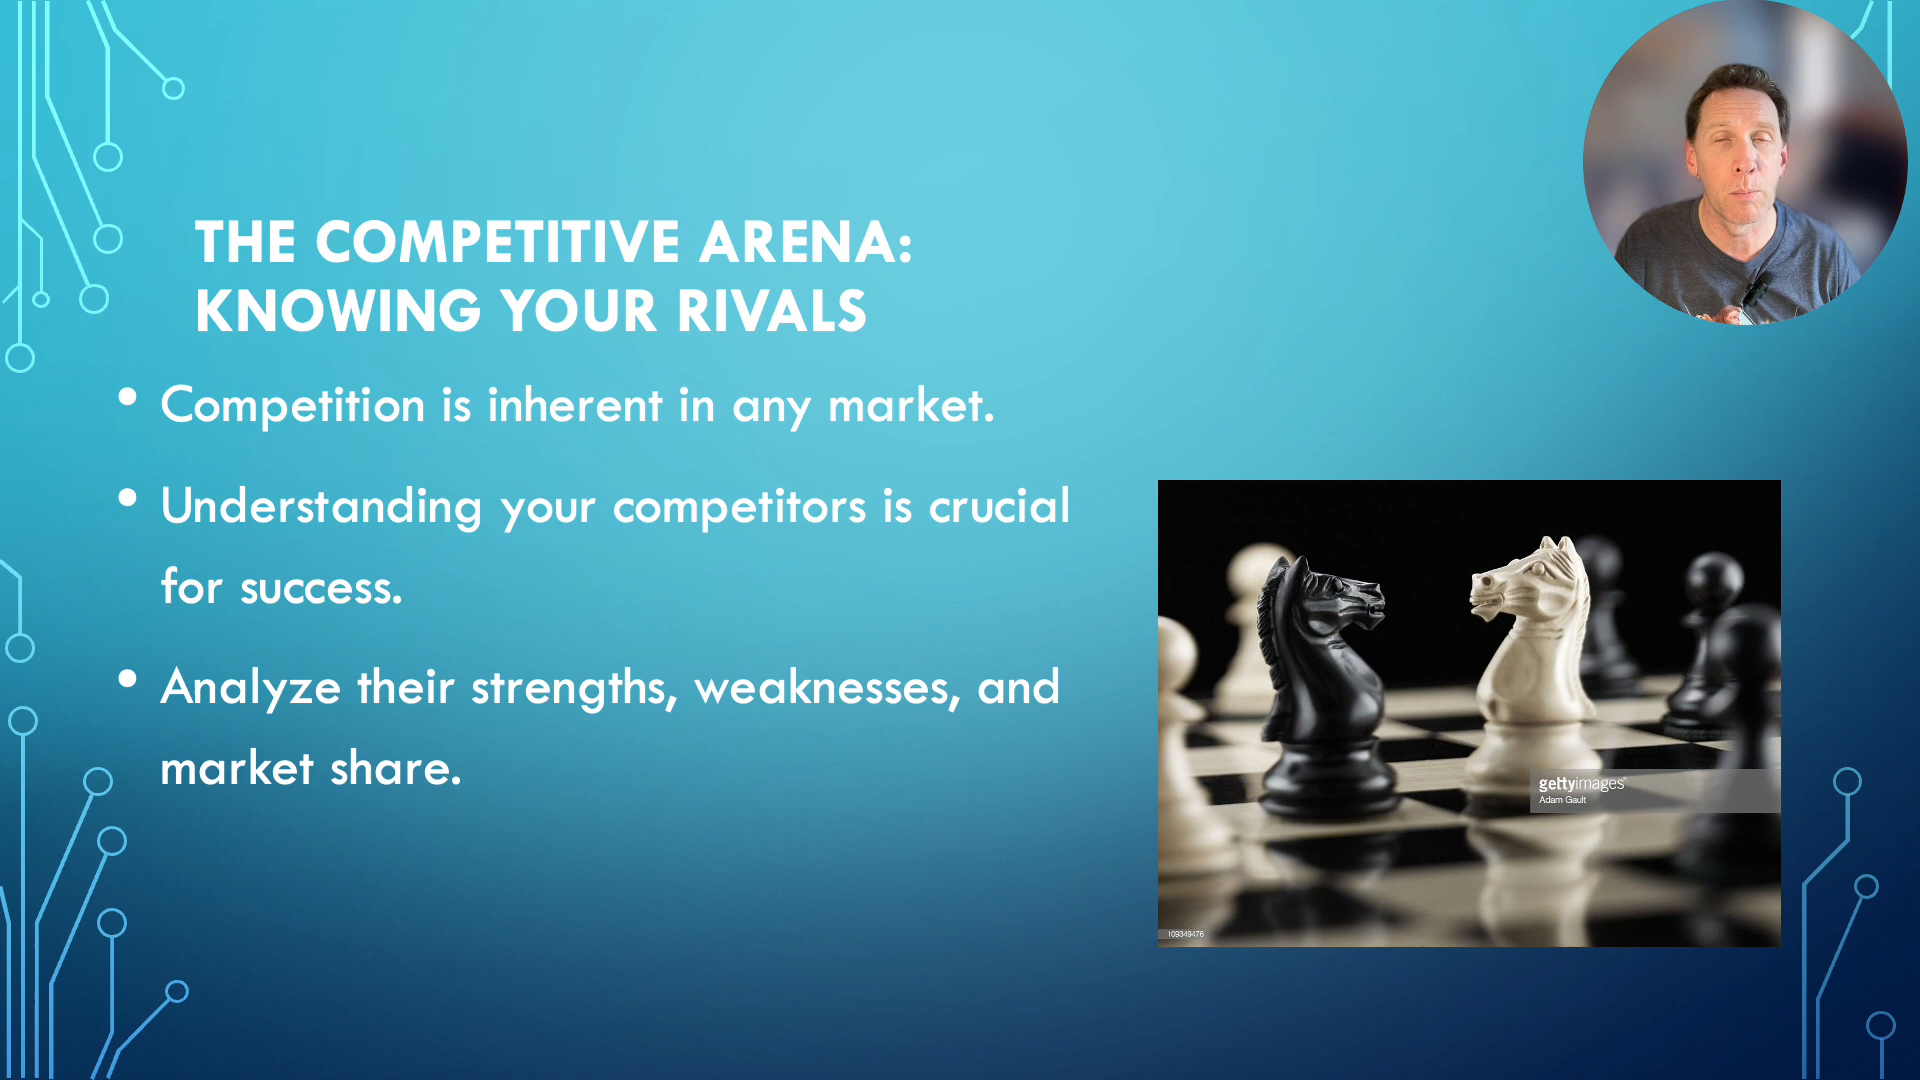 THE COMPETITIVE ARENA:
KNOWING YOUR RIVALS
• Competition is inherent in any market.
• Understanding your competitors is crucial
for success.
• Analyze their strengths, weaknesses, and
market share.
gettyimages®
Adam Gault
109349476